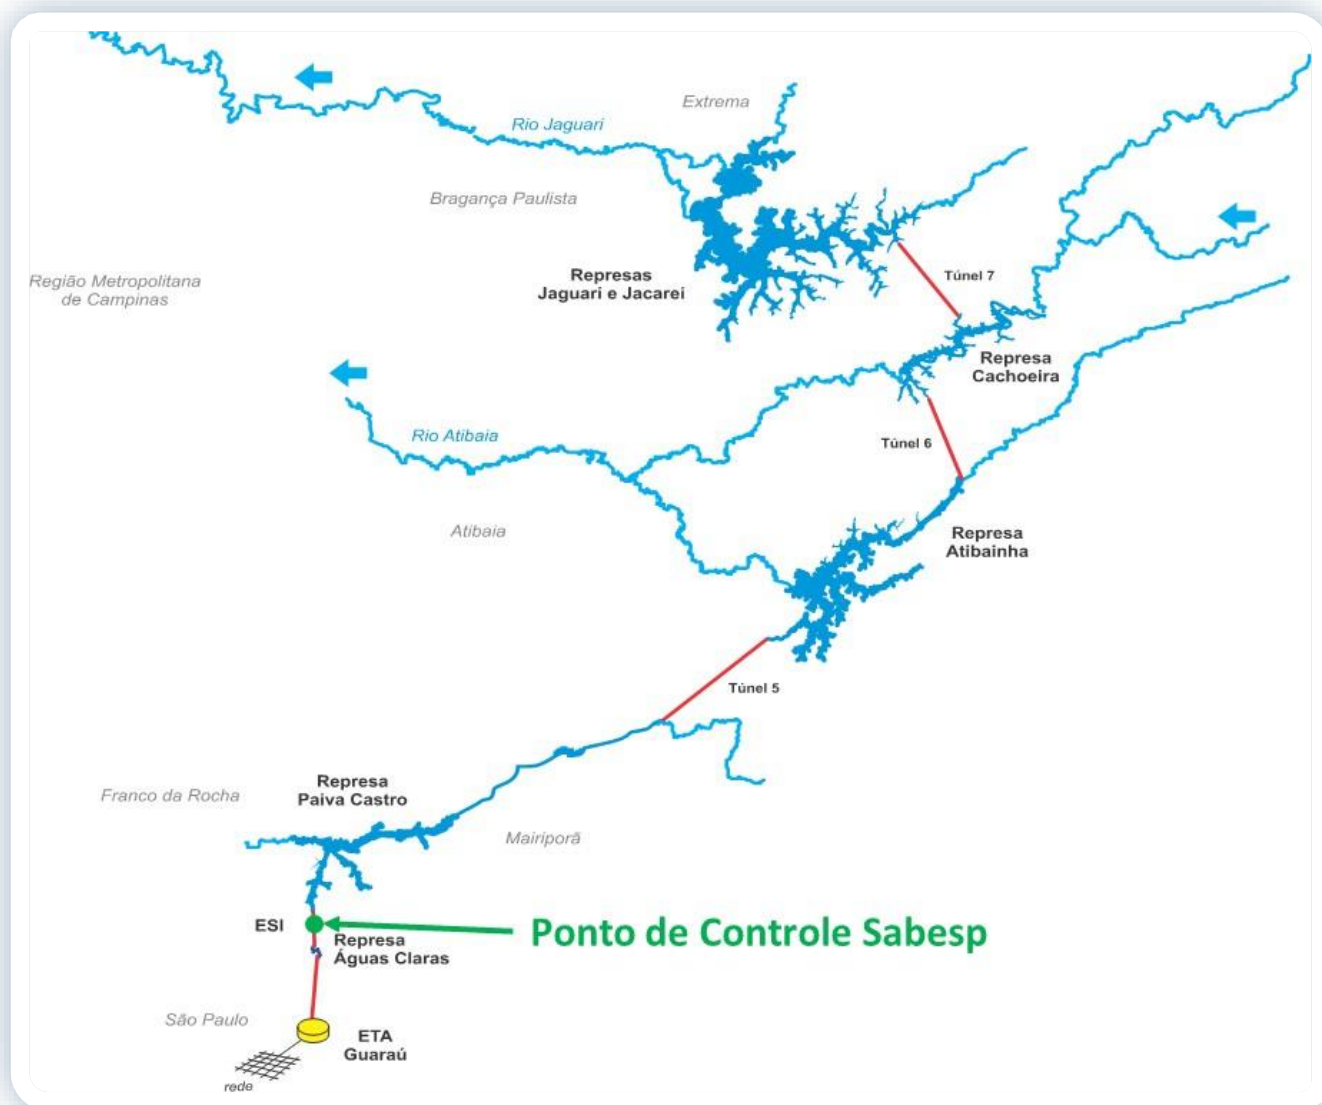 Extrema
Rio Jaguari
Bragança Paulista
Região Metropolitana
de Campinas
Represas
Jaguari e Jacarei
Túnel 7
Represa
Cachoeira
Rio Atibaia
Túnel 6
Atibaia
Represa
Atibainha
Túnel 5
Represa
Paiva Castro
Franco da Rocha
Mairiporã
ESI
Ponto de Controle Sabesp
Represa
Águas Claras
São Paulo
ETA
Guaraú
rede